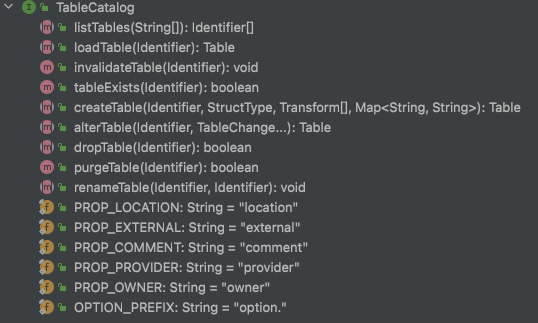 TableCatalog
listTables(String[]): Identifier[]
loadTable(Identifier): Table
invalidateTable(Identifier): void
tableExists(Identifier): boolean
createTable(Identifier, StructType, Transform[], Map<String, String>): Table
alterTable(Identifier, TableChange...): Table
dropTable(Identifier): boolean
purgeTable(Identifier): boolean
renameTable(Identifier, Identifier): void
PROP_LOCATION: String = "location"
PROP_EXTERNAL: String = "external"
PROP_COMMENT: String = "comment"
PROP_PROVIDER: String = "provider"
PROP_OWNER: String = "owner"
OPTION_PREFIX: String = "option."